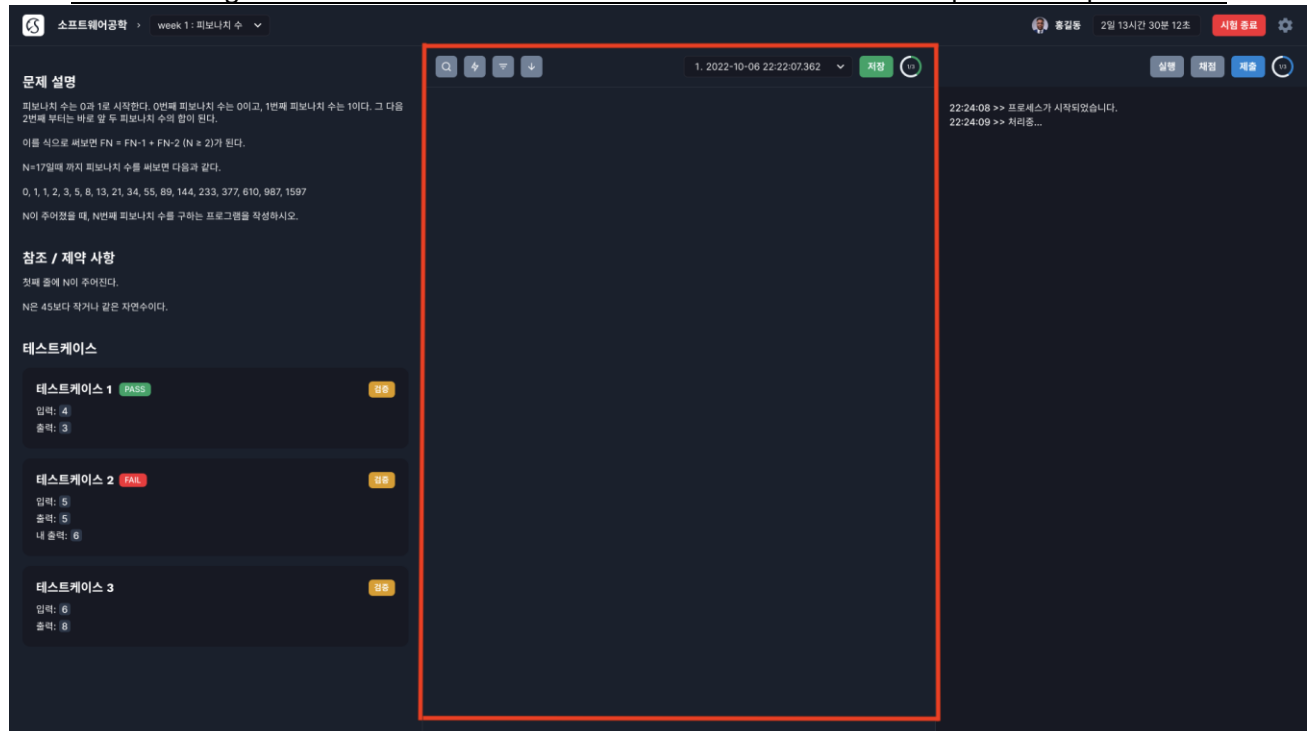 소프트웨어공학 › week 1 : 피보나치 수
홍길동 2일 13시간 30분 12초 시험 종료
문제 설명
피보나치 수는 0과 1로 시작한다. 0번째 피보나치 수는 0이고, 1번째 피보나치 수는 1이다. 그 다음
2번째 부터는 바로 앞 두 피보나치 수의 합이 된다.
이를 식으로 써보면 FN = FN-1 + FN-2 (N ≥ 2)가 된다.
N=17일때 까지 피보나치 수를 써보면 다음과 같다.
0, 1, 1, 2, 3, 5, 8, 13, 21, 34, 55, 89, 144, 233, 377, 610, 987, 1597
N이 주어졌을 때, N번째 피보나치 수를 구하는 프로그램을 작성하시오.
참조 / 제약 사항
첫째 줄에 N이 주어진다.
N은 45보다 작거나 같은 자연수이다.
테스트케이스
테스트케이스 1 PASS 검증
입력: 4
출력: 3
테스트케이스 2 FAIL 검증
입력: 5
출력: 5
내 출력: 6
테스트케이스 3 검증
입력: 6
출력: 8
1. 2022-10-06 22:22:07.362 저장 1/3
실행 채점 제출 1/3
22:24:08 >> 프로세스가 시작되었습니다.
22:24:09 >> 처리중...